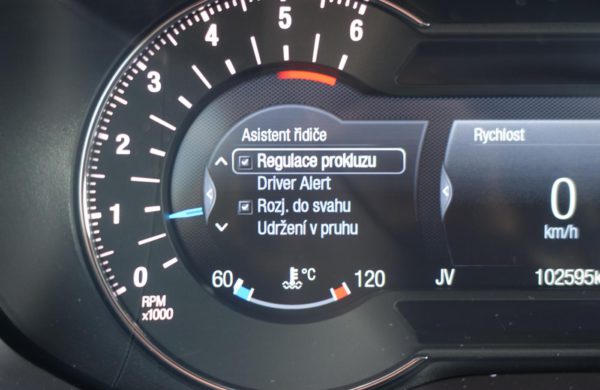 5
4
6
3
2
1
0
RPM
x1000
Asistent řidiče
Regulace prokluzu
Driver Alert
Rozj. do svahu
Udržení v pruhu
60
°C
120
Rychlost
0
km/h
JV
102595k